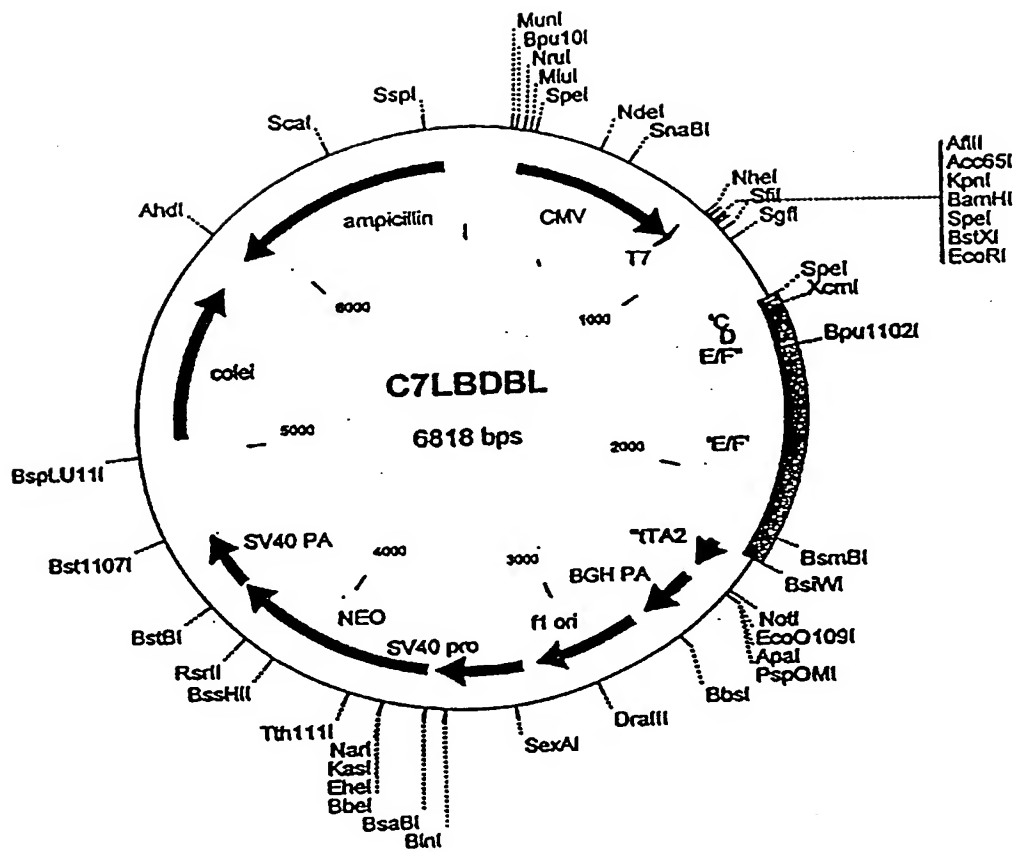 MunI
Bpu10I
NruI
MluI
SpeI
NdeI
SnaBI
NheI
SfiI
SgfI
AflII
Acc65I
KpnI
BamHI
SpeI
BstXI
EcoRI
SspI
ScaI
AhdI
ampicillin
CMV
T7
6000
1000
SpeI
XcmI
Bpu1102I
"C
D
E/F"
colei
C7LBDBL
6818 bps
5000
2000
"E/F"
BspLU11I
Bst1107I
SV40 PA
4000
3000
"tTA2
BGH PA
BsmBI
BsiWI
NEO
f1 ori
SV40 pro
NotI
EcoO109I
ApaI
PspOMI
BstBI
RsrII
BssHII
BbsI
DraIII
SexAI
Tth111I
NarI
KasI
EheI
BbeI
BsaBI
BlnI